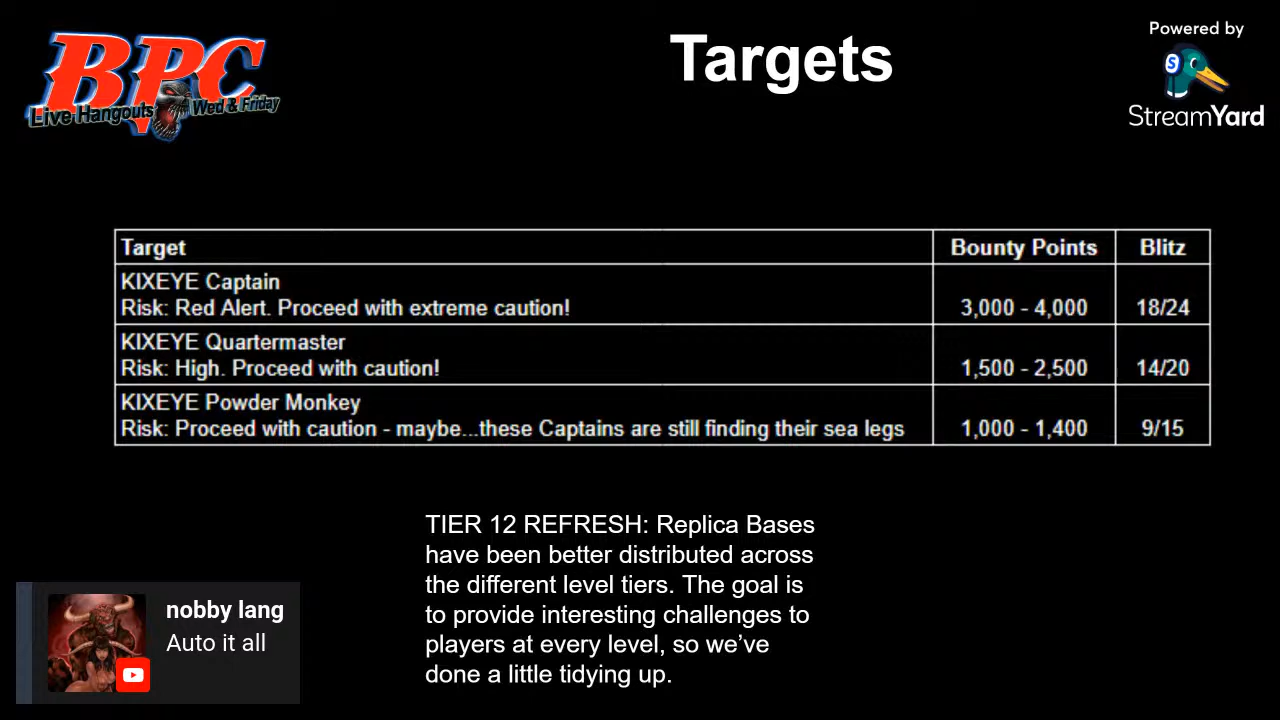 BPC
Live Hangouts Wed & Friday
Targets
Powered by
S
StreamYard
Target Bounty Points Blitz
KIXEYE Captain
Risk: Red Alert. Proceed with extreme caution! 3,000 - 4,000 18/24
KIXEYE Quartermaster
Risk: High. Proceed with caution! 1,500 - 2,500 14/20
KIXEYE Powder Monkey
Risk: Proceed with caution - maybe...these Captains are still finding their sea legs 1,000 - 1,400 9/15
TIER 12 REFRESH: Replica Bases
have been better distributed across
the different level tiers. The goal is
to provide interesting challenges to
players at every level, so we’ve
done a little tidying up.
nobby lang
Auto it all